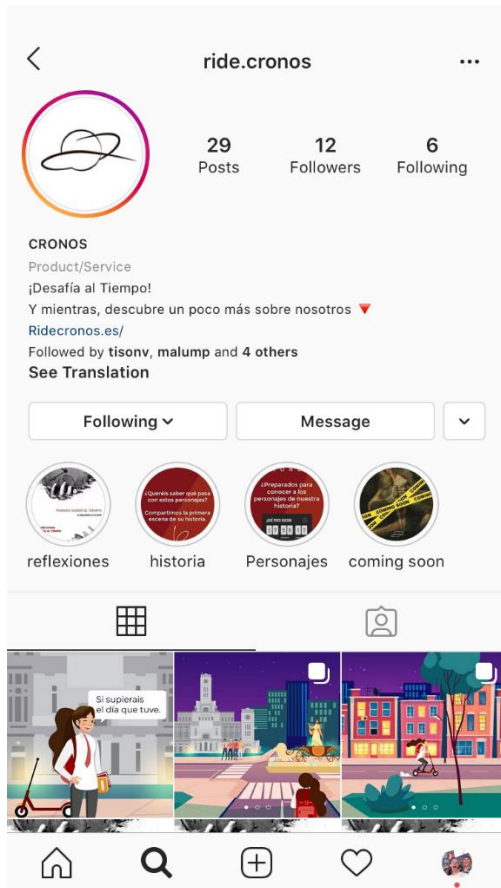 ride.cronos
29
Posts
12
Followers
6
Following
CRONOS
Product/Service
¡Desafía al Tiempo!
Y mientras, descubre un poco más sobre nosotros
Ridecronos.es/
Followed by tisonv, malump and 4 others
See Translation
Following
Message
¿Queréis saber qué pasa
con estos personajes?
Compartimos la primera
escena de su historia.
¿Preparados para
conocer a los
personajes de nuestra
historia?
COMING SOON
reflexiones
historia
Personajes
coming soon
Si supierais
el día que tuve.